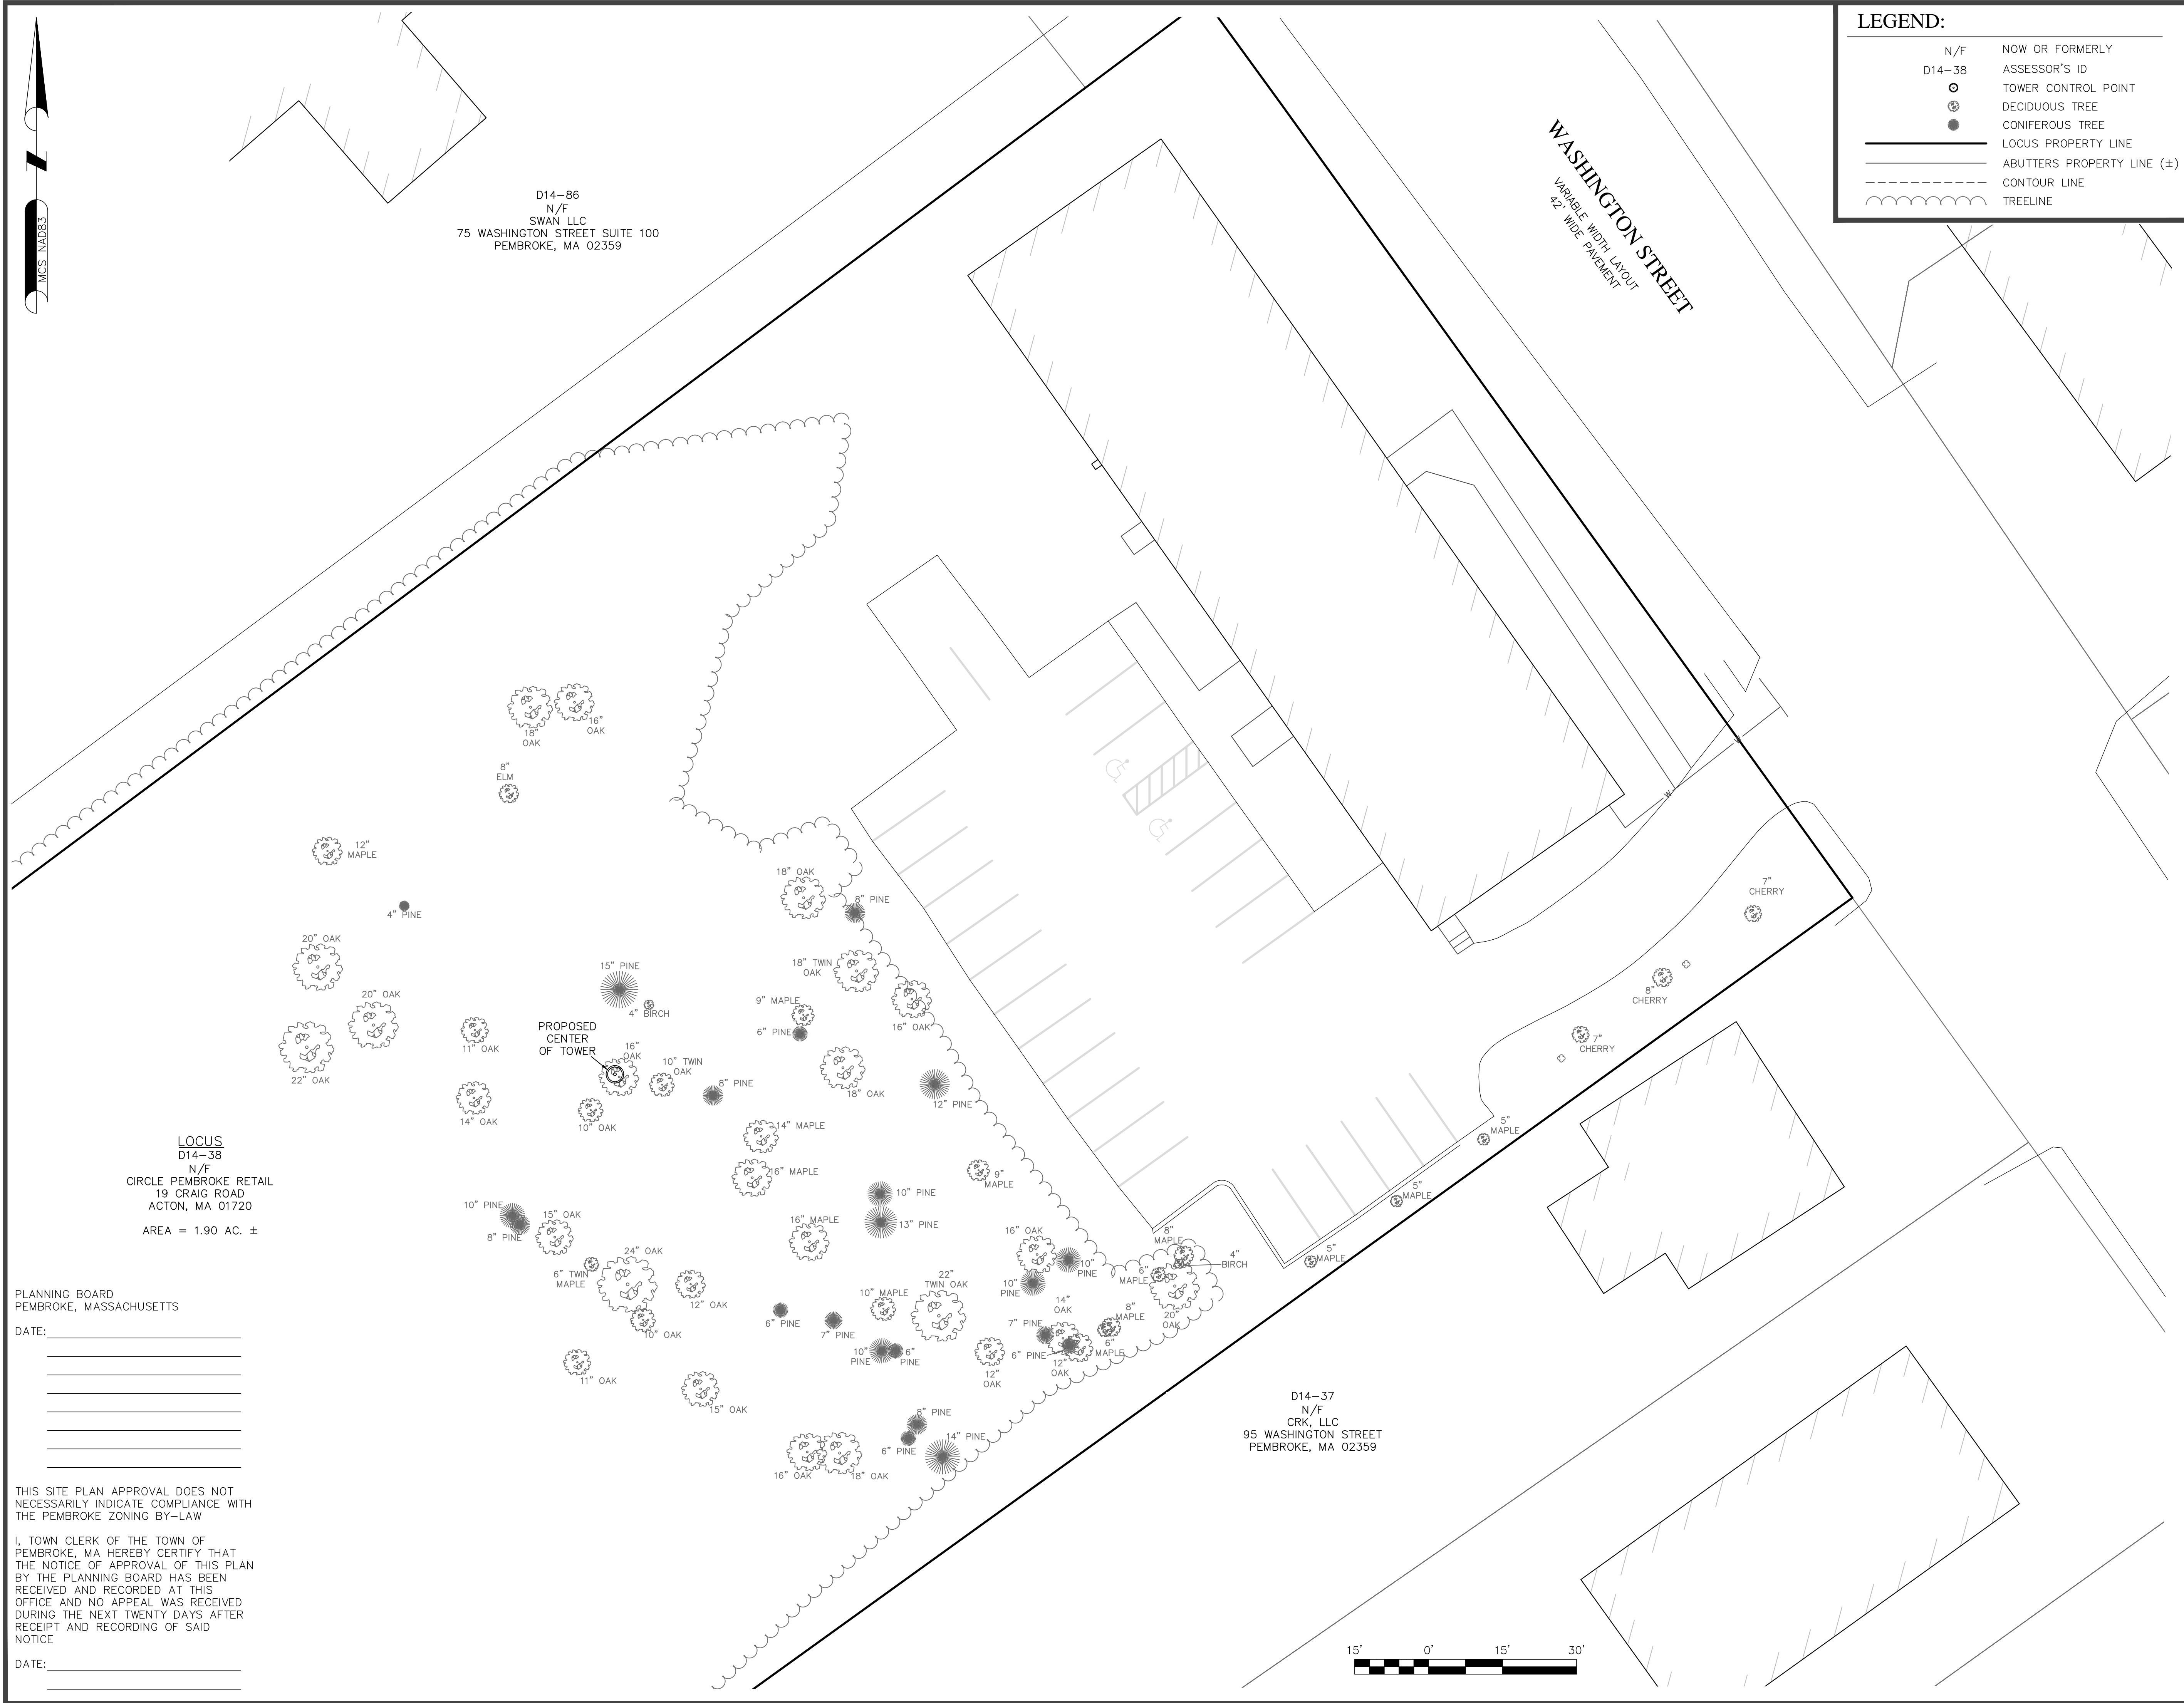 LEGEND:
N/F NOW OR FORMERLY
D14-38 ASSESSOR'S ID
TOWER CONTROL POINT
DECIDUOUS TREE
CONIFEROUS TREE
LOCUS PROPERTY LINE
ABUTTERS PROPERTY LINE (±)
CONTOUR LINE
TREELINE
MCS NAD83
D14-86
N/F
SWAN LLC
75 WASHINGTON STREET SUITE 100
PEMBROKE, MA 02359
WASHINGTON STREET
VARIABLE WIDTH LAYOUT
42' WIDE PAVEMENT
18"
OAK
16"
OAK
8"
ELM
W
W
12"
MAPLE
4" PINE
18" OAK
8" PINE
7"
CHERRY
20" OAK
15" PINE
18" TWIN
OAK
8"
CHERRY
20" OAK
4" BIRCH
9" MAPLE
16" OAK
6" PINE
7"
CHERRY
22" OAK
11" OAK
PROPOSED
CENTER
OF TOWER
16"
OAK
10" TWIN
OAK
8" PINE
18" OAK
12" PINE
14" OAK
10" OAK
14" MAPLE
5"
MAPLE
LOCUS
D14-38
N/F
CIRCLE PEMBROKE RETAIL
19 CRAIG ROAD
ACTON, MA 01720
AREA = 1.90 AC. ±
16" MAPLE
9"
MAPLE
5"
MAPLE
10" PINE
10" PINE
8" PINE
15" OAK
16" MAPLE
13" PINE
16" OAK
8"
MAPLE
5"
MAPLE
24" OAK
6" TWIN
MAPLE
10"
PINE
10"
PINE
6"
MAPLE
4"
BIRCH
12" OAK
10" OAK
6" PINE
7" PINE
10" MAPLE
22"
TWIN OAK
14"
OAK
8"
MAPLE
20"
OAK
7" PINE
6"
MAPLE
10"
PINE
6"
PINE
12"
OAK
6" PINE
12"
OAK
11" OAK
15" OAK
8" PINE
6" PINE
14" PINE
16" OAK
18" OAK
D14-37
N/F
CRK, LLC
95 WASHINGTON STREET
PEMBROKE, MA 02359
PLANNING BOARD
PEMBROKE, MASSACHUSETTS
DATE:
THIS SITE PLAN APPROVAL DOES NOT
NECESSARILY INDICATE COMPLIANCE WITH
THE PEMBROKE ZONING BY-LAW
I, TOWN CLERK OF THE TOWN OF
PEMBROKE, MA HEREBY CERTIFY THAT
THE NOTICE OF APPROVAL OF THIS PLAN
BY THE PLANNING BOARD HAS BEEN
RECEIVED AND RECORDED AT THIS
OFFICE AND NO APPEAL WAS RECEIVED
DURING THE NEXT TWENTY DAYS AFTER
RECEIPT AND RECORDING OF SAID
NOTICE
DATE:
15' 0' 15' 30'